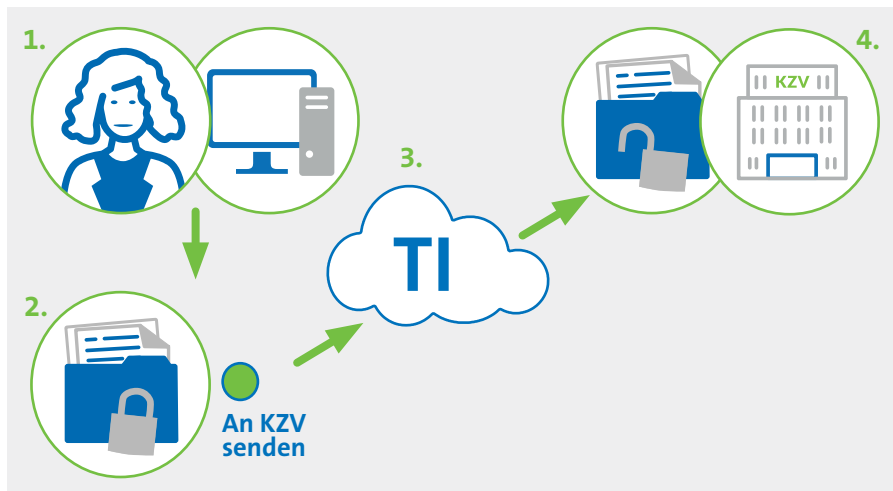 1.
2.
An KZV
senden
3.
TI
4.
KZV